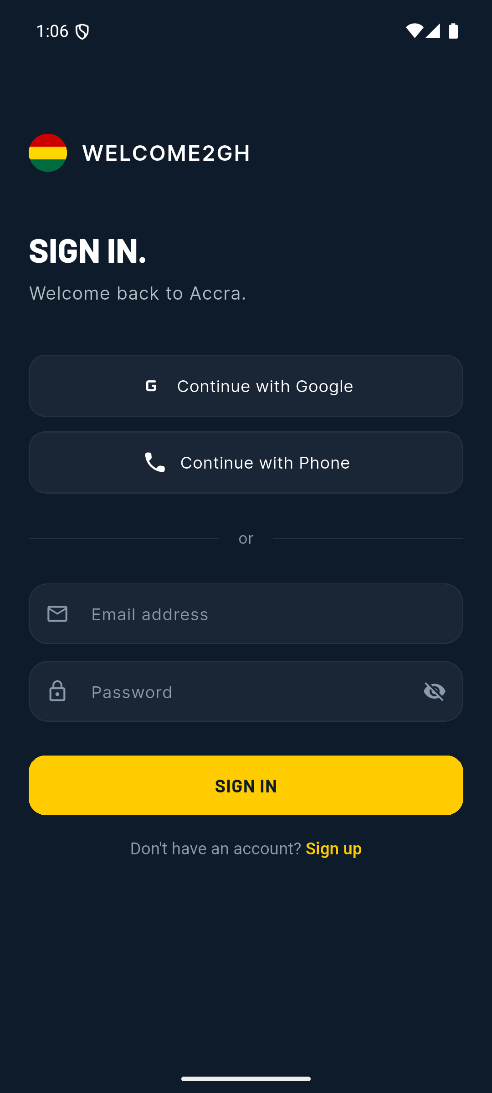 1:06
WELCOME2GH
SIGN IN.
Welcome back to Accra.
G Continue with Google
Continue with Phone
or
Email address
Password
SIGN IN
Don't have an account? Sign up